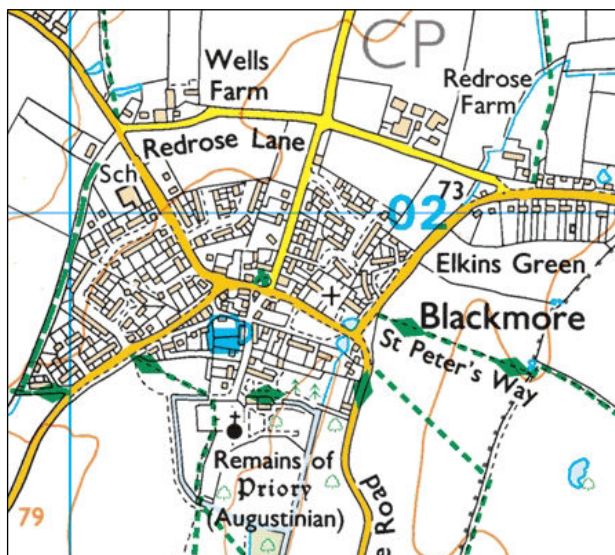 CP
Wells
Farm
Redrose
Farm
Redrose Lane
Sch
73
02
Elkins Green
Blackmore
St Peter's Way
Remains of
Priory
(Augustinian)
e Road
79